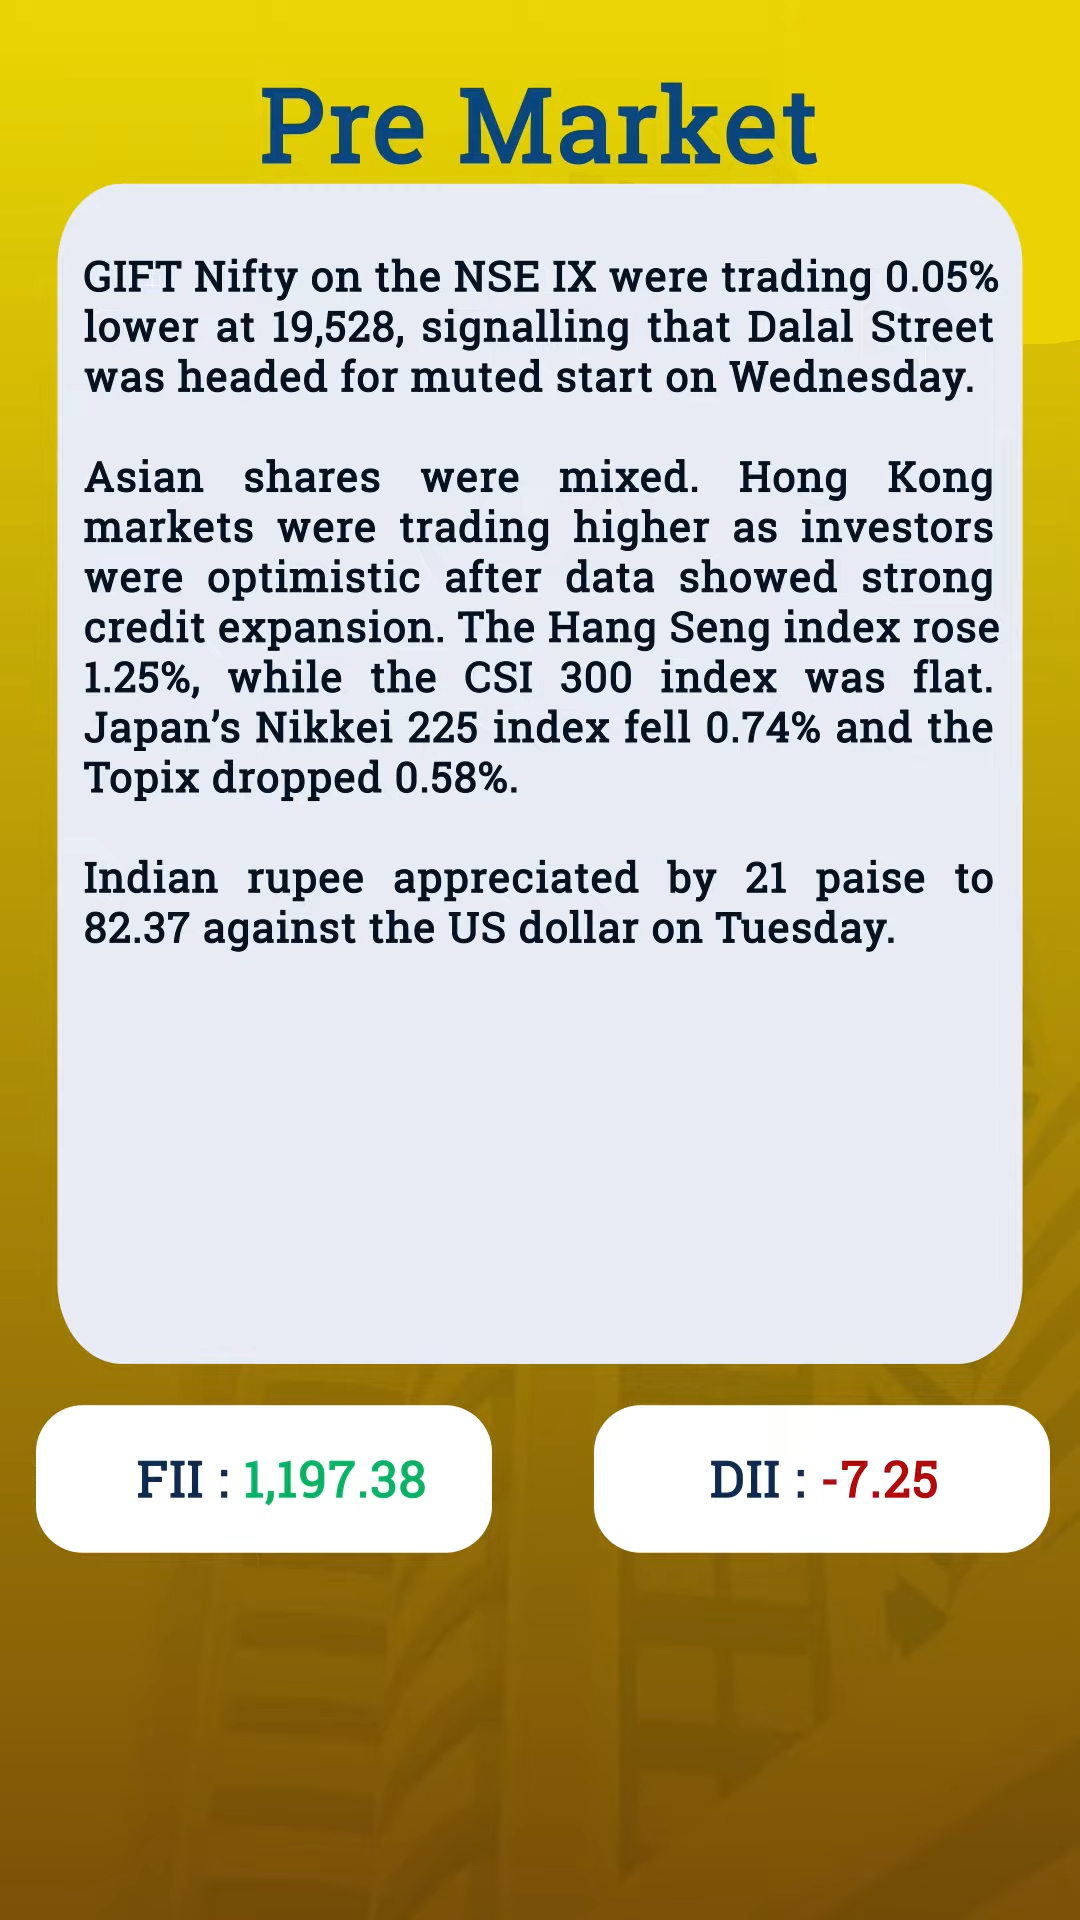 Pre Market
GIFT Nifty on the NSE IX were trading 0.05%
lower at 19,528, signalling that Dalal Street
was headed for muted start on Wednesday.
Asian shares were mixed. Hong Kong
markets were trading higher as investors
were optimistic after data showed strong
credit expansion. The Hang Seng index rose
1.25%, while the CSI 300 index was flat.
Japan’s Nikkei 225 index fell 0.74% and the
Topix dropped 0.58%.
Indian rupee appreciated by 21 paise to
82.37 against the US dollar on Tuesday.
FII : 1,197.38
DII : -7.25